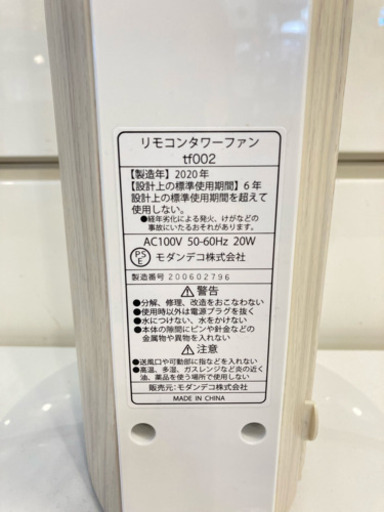 リモコンタワーファン
tf002
【製造年】2020年
【設計上の標準使用期間】6年
設計上の標準使用期間を超えて
使用しない。
●経年劣化による発火、けがなどの
事故にいたるおそれがあります。
AC100V 50-60Hz 20W
PSE モダンデコ株式会社
製造番号 200602796
⚠警告
●分解、修理、改造をおこなわない
●使用時以外は電源プラグを抜く
●水につけない、水をかけない
●本体の隙間にピンや針金などの
金属物や異物を入れない
⚠注意
●送風口や可動部に指などを入れない
●高温、多湿、ガスレンジなど炎の近く
油、薬品を使う場所で使用しない
販売元:モダンデコ株式会社
MADE IN CHINA